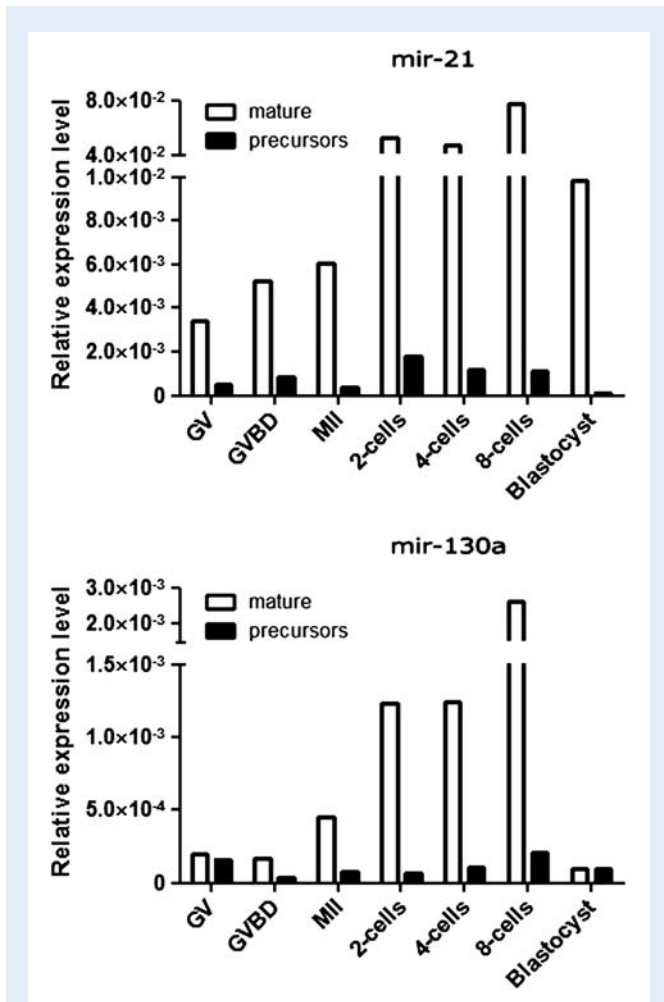 mir-21
Relative expression level
8.0×10⁻²
4.0×10⁻²
1.0×10⁻²
8.0×10⁻³
6.0×10⁻³
4.0×10⁻³
2.0×10⁻³
0
mature
precursors
GV
GVBD
MII
2-cells
4-cells
8-cells
Blastocyst
mir-130a
Relative expression level
3.0×10⁻³
2.0×10⁻³
1.5×10⁻³
1.0×10⁻³
5.0×10⁻⁴
0
mature
precursors
GV
GVBD
MII
2-cells
4-cells
8-cells
Blastocyst